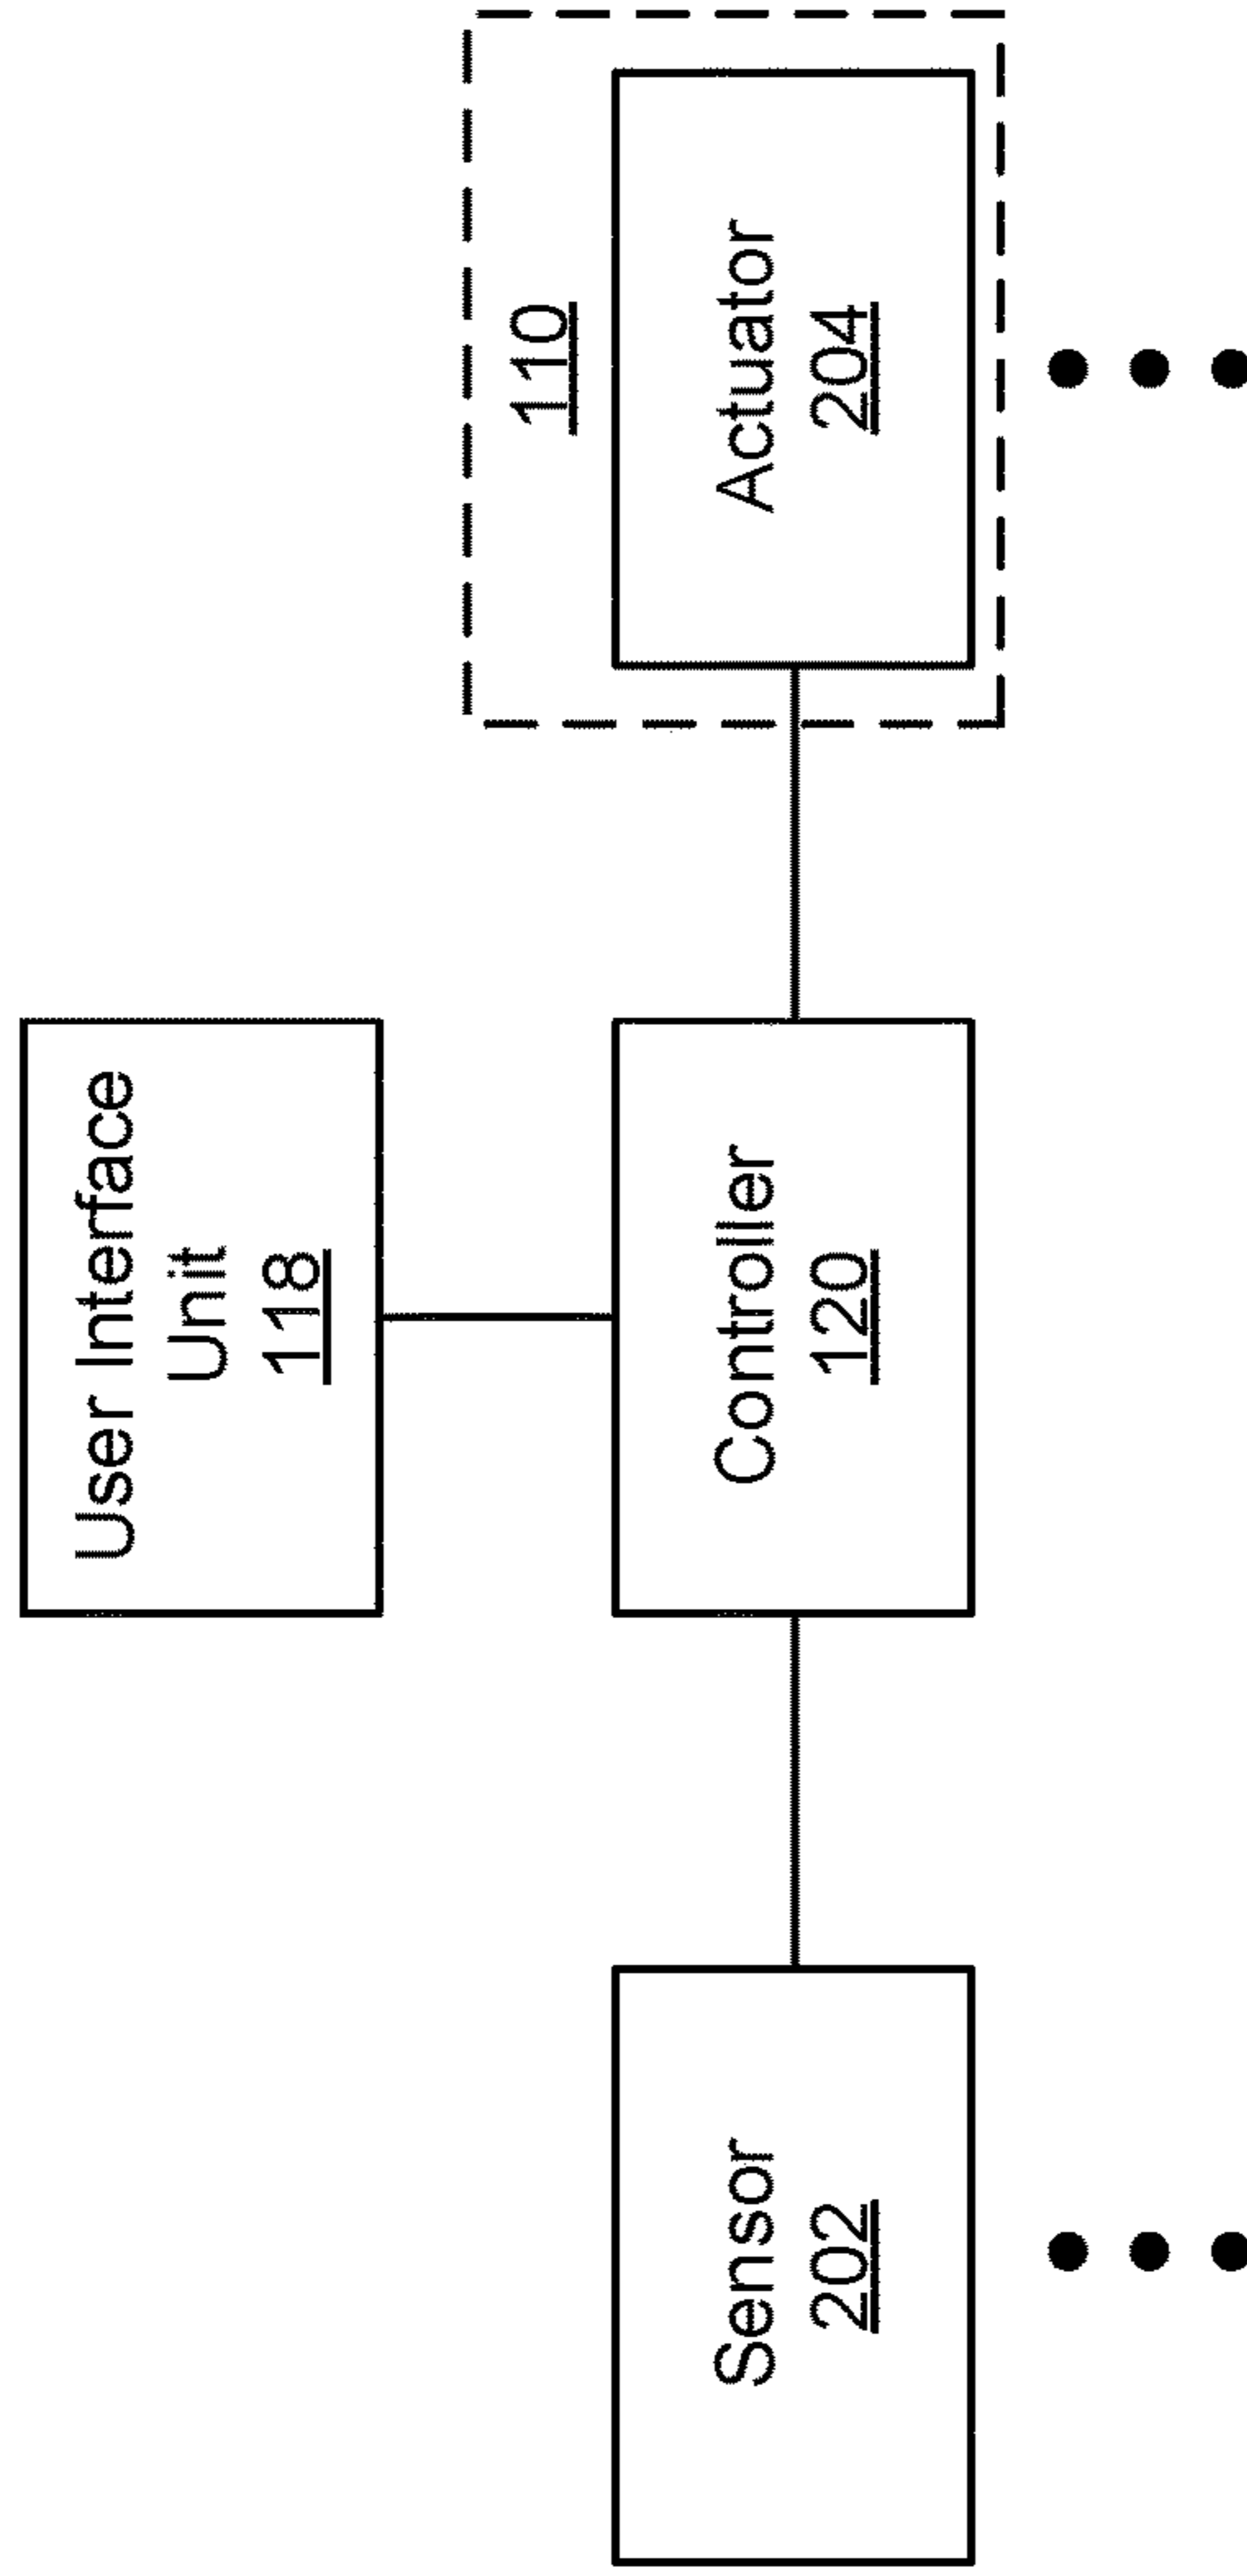 User Interface
Unit
118
110
Sensor
202
Controller
120
Actuator
204